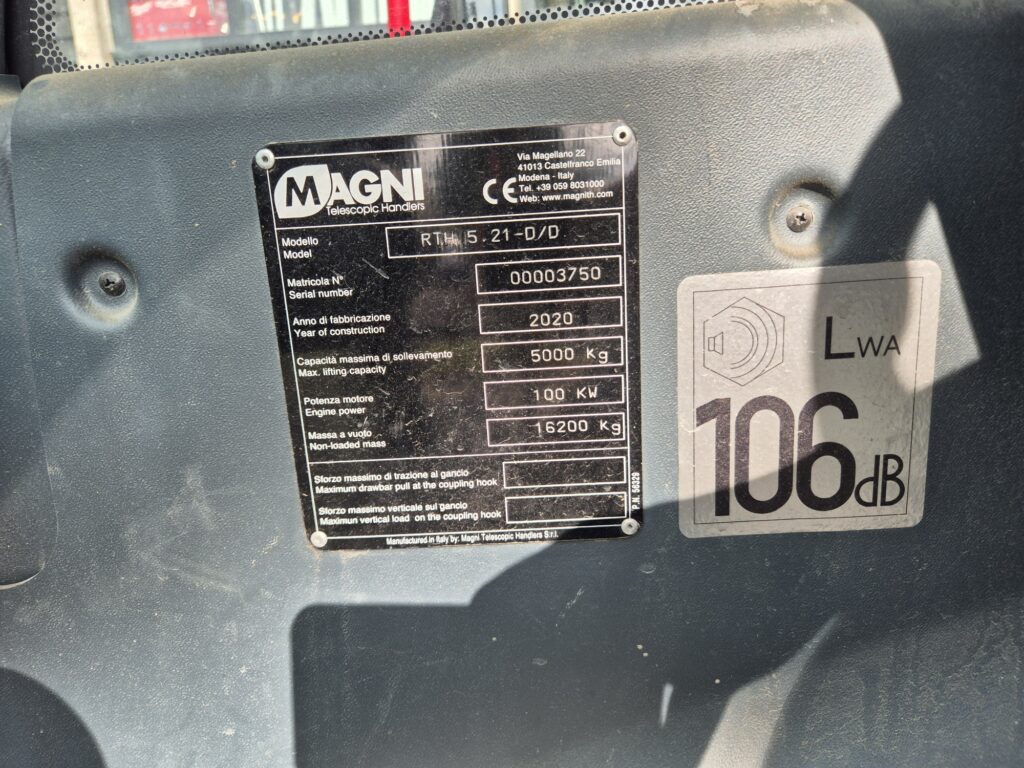 MAGNI
Telescopic Handlers
Via Magellano 22
41013 Castelfranco Emilia
Modena - Italy
Tel. +39 059 8031000
Web: www.magnith.com
CE
Modello
Model
RTH 5.21-D/D
Matricola N°
Serial number
00003750
Anno di fabbricazione
Year of construction
2020
Capacità massima di sollevamento
Max. lifting capacity
5000 Kg
Potenza motore
Engine power
100 KW
Massa a vuoto
Non-loaded mass
16200 Kg
Sforzo massimo di trazione al gancio
Maximum drawbar pull at the coupling hook
Sforzo massimo verticale sul gancio
Maximun vertical load on the coupling hook
P.N. 56329
Manufactured in Italy by: Magni Telescopic Handlers S.r.l.
LWA
106dB